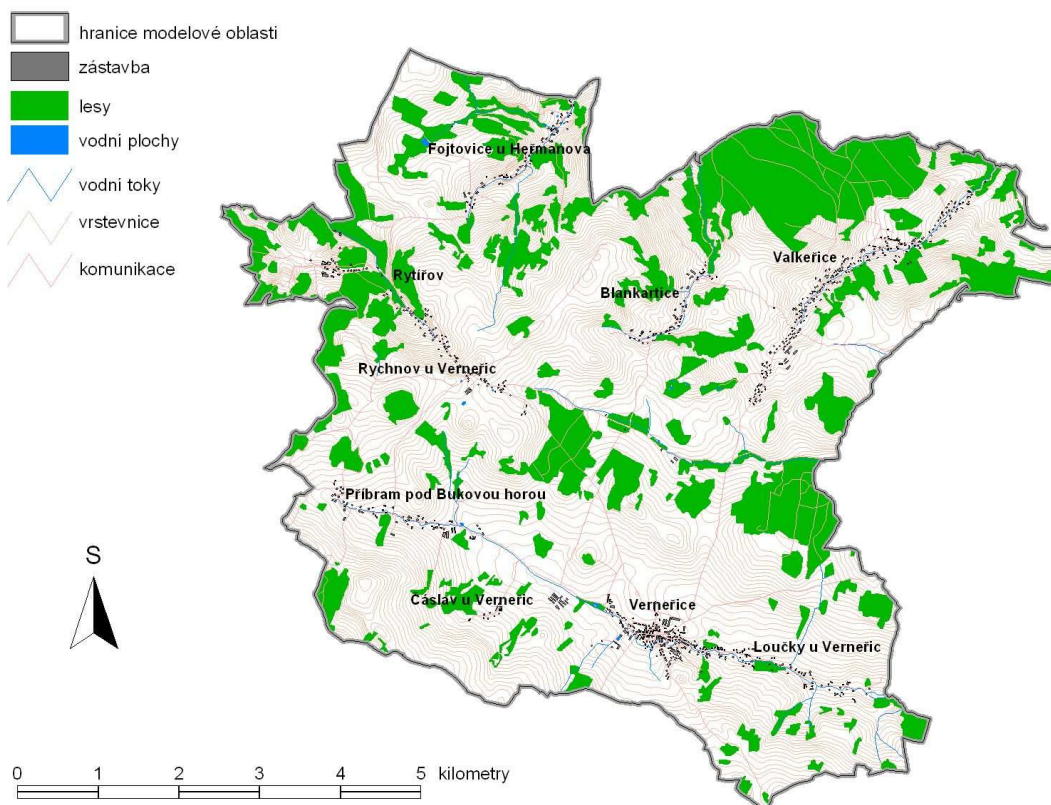 hranice modelové oblasti
zástavba
lesy
vodní plochy
vodní toky
vrstevnice
komunikace
Fojtovice u Heřmanova
Valkeřice
Rytířov
Blankartice
Rychnov u Verneřic
Příbram pod Bukovou horou
S
Čáslav u Verneřic
Verneřice
Loučky u Verneřic
0 1 2 3 4 5 kilometry